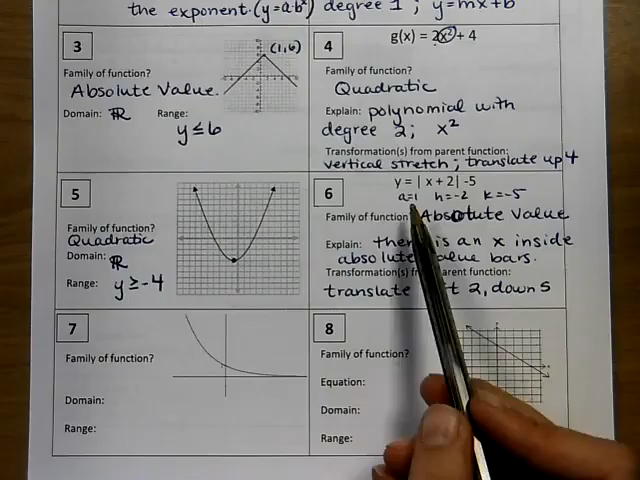 the exponent. (y=a·bˣ) degree 1; y=mx+b
3
(1,6)
Family of function?
Absolute Value.
Domain: ℝ Range:
y≤6
4
g(x) = 2x² + 4
Family of function?
Quadratic
Explain: polynomial with
degree 2; x²
Transformation(s) from parent function:
vertical stretch; translate up 4
5
Family of function?
Quadratic
Domain:
ℝ
Range: y≥-4
6
y = | x + 2| -5
a=1 h=-2 k=-5
Family of function Absolute Value
Explain: is an x inside
absolute value bars.
Transformation(s) parent function:
translate 2, down 5
7
Family of function?
Domain:
Range:
8
Family of function?
Equation:
Domain:
Range: